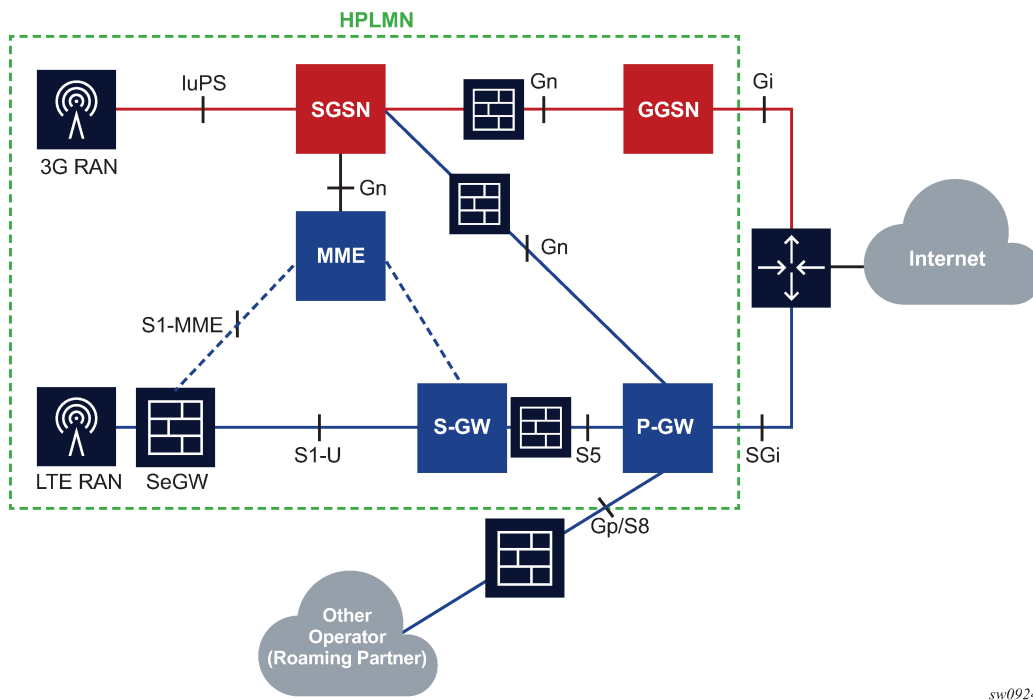 HPLMN
IuPS
SGSN
Gn
GGSN
Gi
3G RAN
Gn
MME
Gn
Internet
S1-MME
S-GW
P-GW
S1-U
S5
SGi
LTE RAN
SeGW
Gp/S8
Other
Operator
(Roaming Partner)